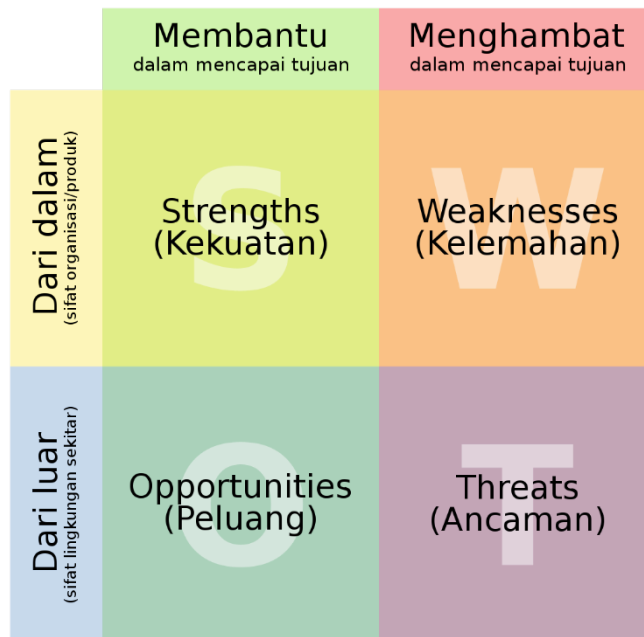 Membantu
dalam mencapai tujuan
Menghambat
dalam mencapai tujuan
Dari dalam
(sifat organisasi/produk)
S
Strengths
(Kekuatan)
W
Weaknesses
(Kelemahan)
Dari luar
(sifat lingkungan sekitar)
O
Opportunities
(Peluang)
T
Threats
(Ancaman)